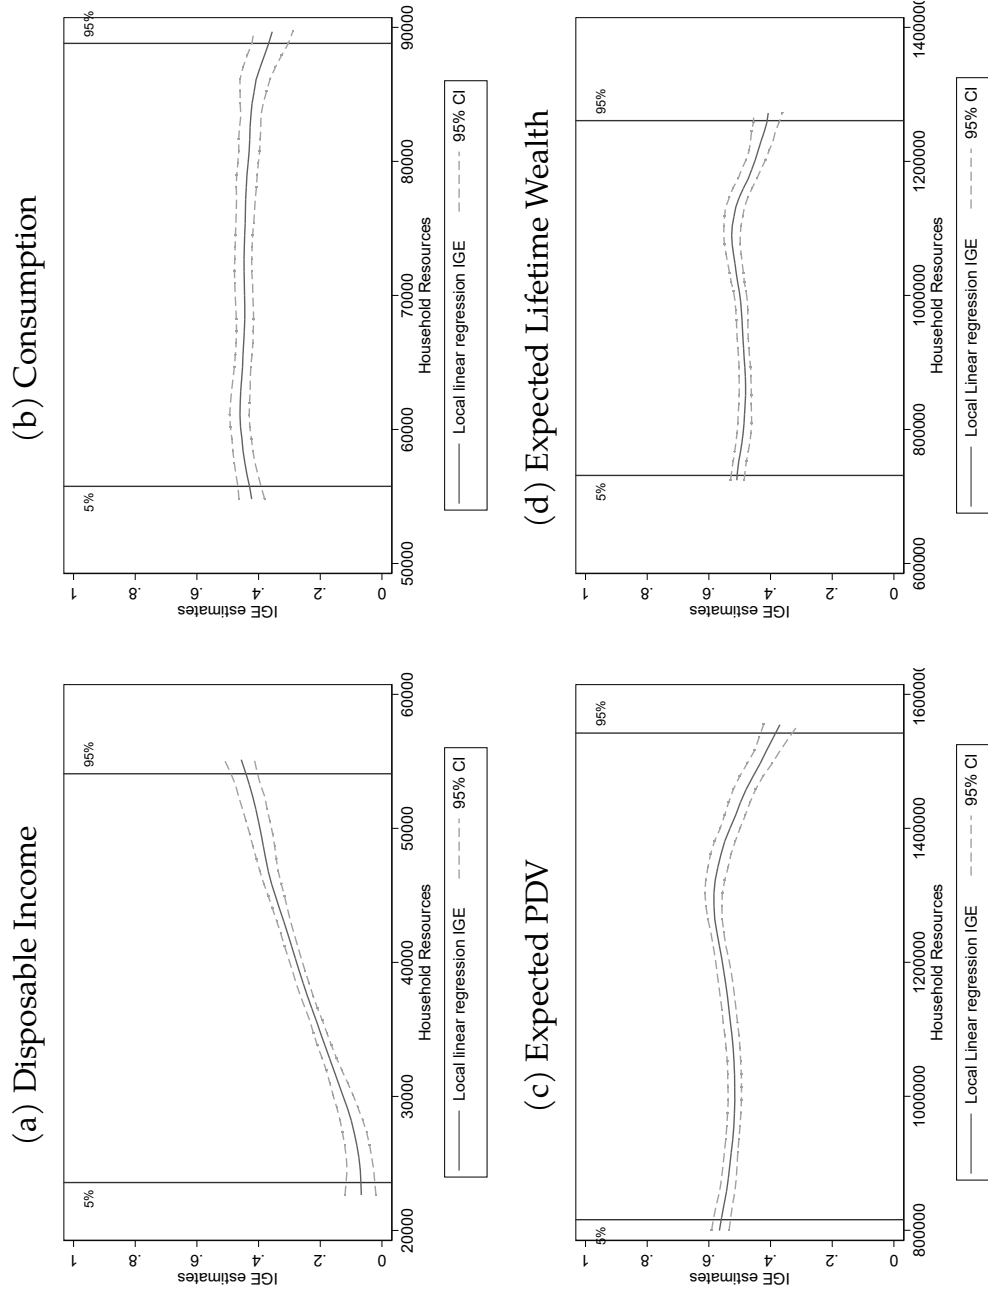 (a) Disposable Income
5%
95%
IGE estimates
1
.8
.6
.4
.2
0
20000
30000
40000
50000
60000
Household Resources
Local linear regression IGE
95% CI
(b) Consumption
5%
95%
IGE estimates
1
.8
.6
.4
.2
0
50000
60000
70000
80000
90000
Household Resources
Local linear regression IGE
95% CI
(c) Expected PDV
5%
95%
IGE estimates
1
.8
.6
.4
.2
0
800000
1000000
1200000
1400000
160000
Household Resources
Local Linear regression IGE
95% CI
(d) Expected Lifetime Wealth
5%
95%
IGE estimates
1
.8
.6
.4
.2
0
600000
800000
1000000
1200000
140000
Household Resources
Local Linear regression IGE
95% CI